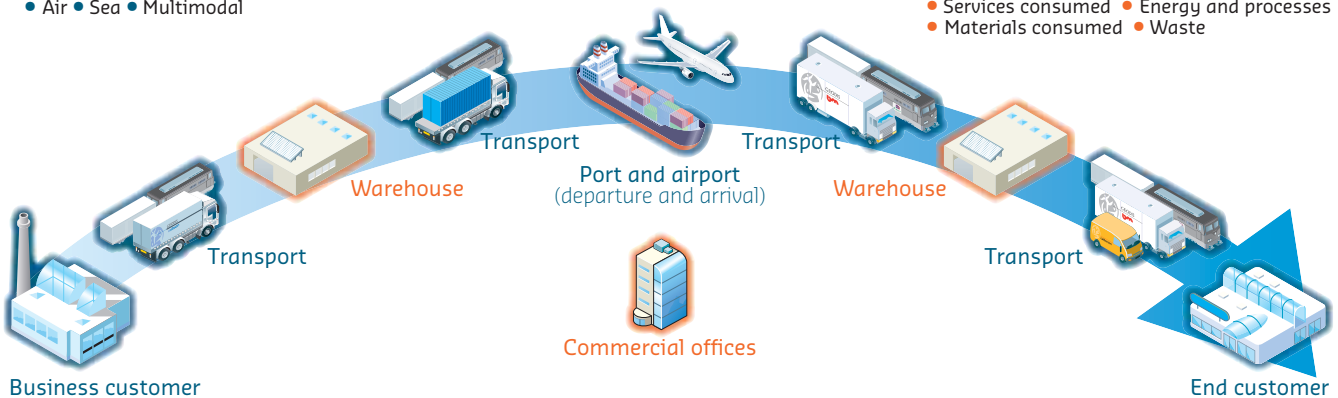 • Air • Sea • Multimodal
• Services consumed • Energy and processes
• Materials consumed • Waste
Transport
Transport
Port and airport
(departure and arrival)
Warehouse
Warehouse
Transport
Transport
Commercial offices
Business customer
End customer